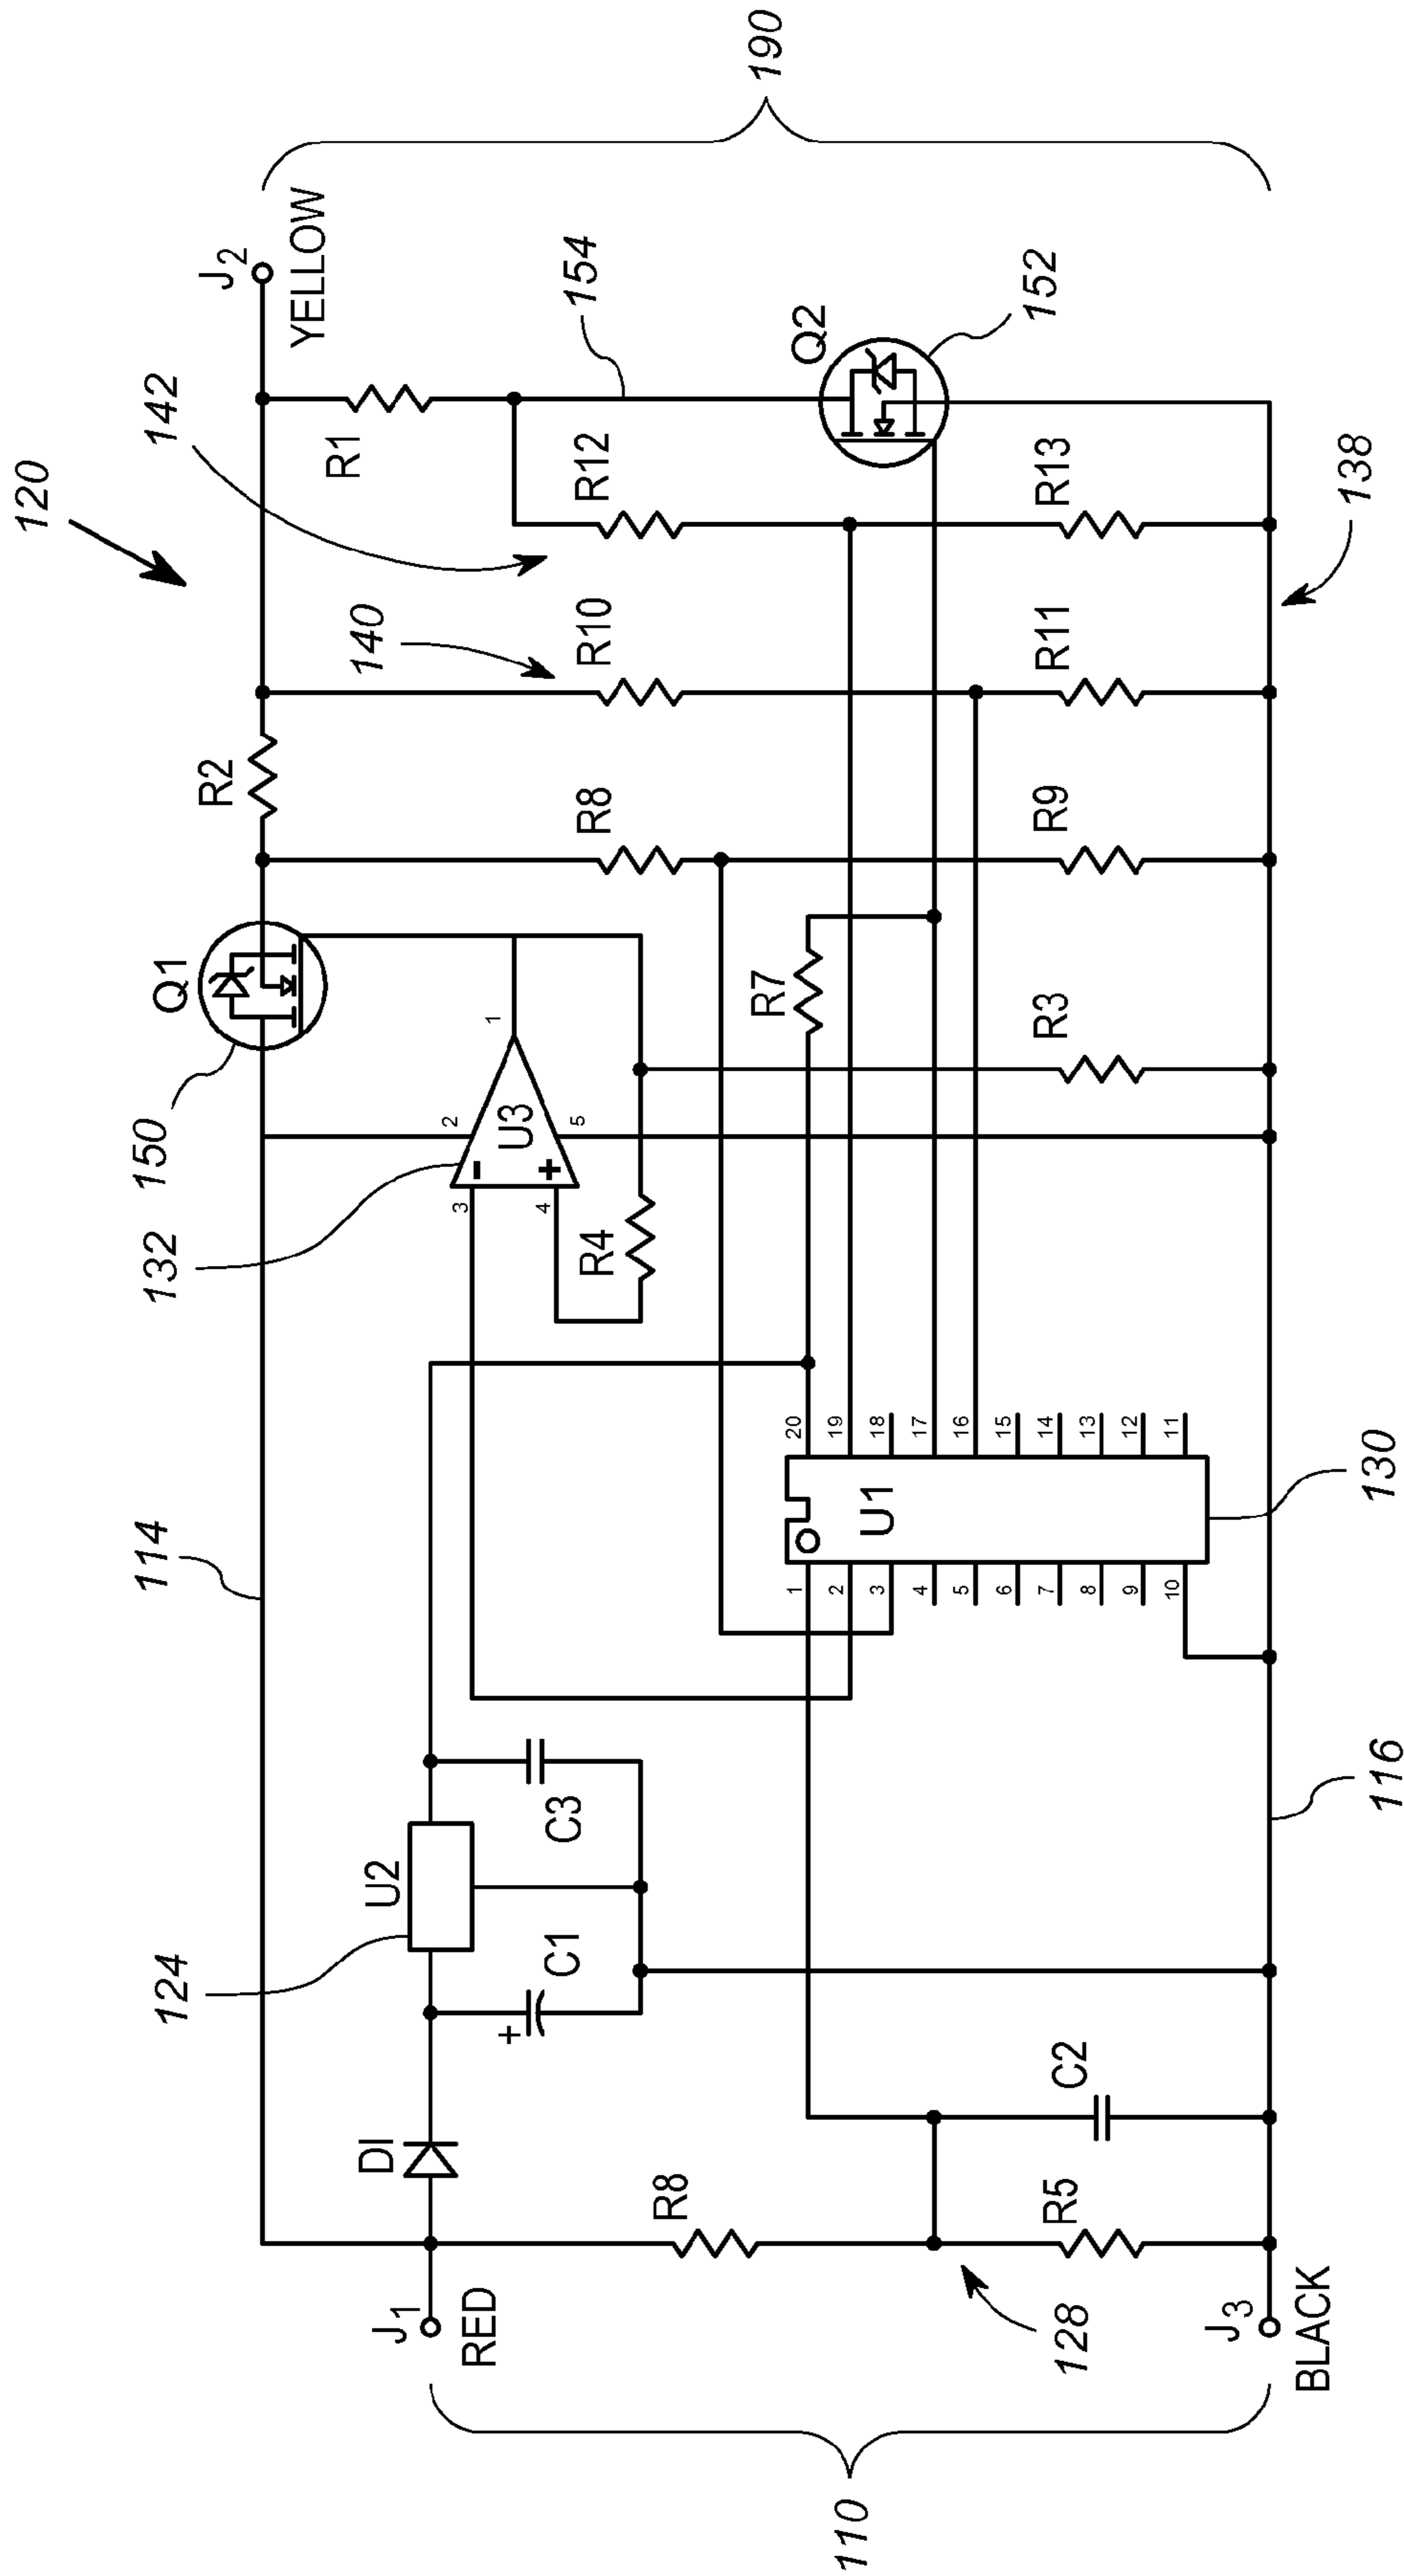 120
142
140
J2
YELLOW
190
154
R1
R12
Q2
152
R13
138
R10
R11
R2
R8
R9
Q1
150
1
U3
2
5
-
+
3
4
132
R4
R7
R3
114
20
19
18
17
16
15
14
13
12
11
U1
1
2
3
4
5
6
7
8
9
10
130
116
U2
124
C3
C1
+
DI
C2
R8
R5
128
J1
RED
J3
BLACK
110